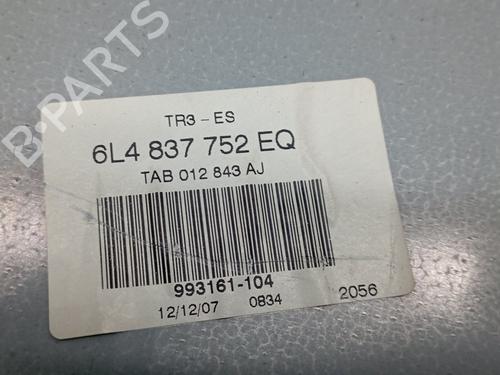 B-PARTS
TR3 - ES
6L4 837 752 EQ
TAB 012 843 AJ
993161-104
12/12/07 0834 2056